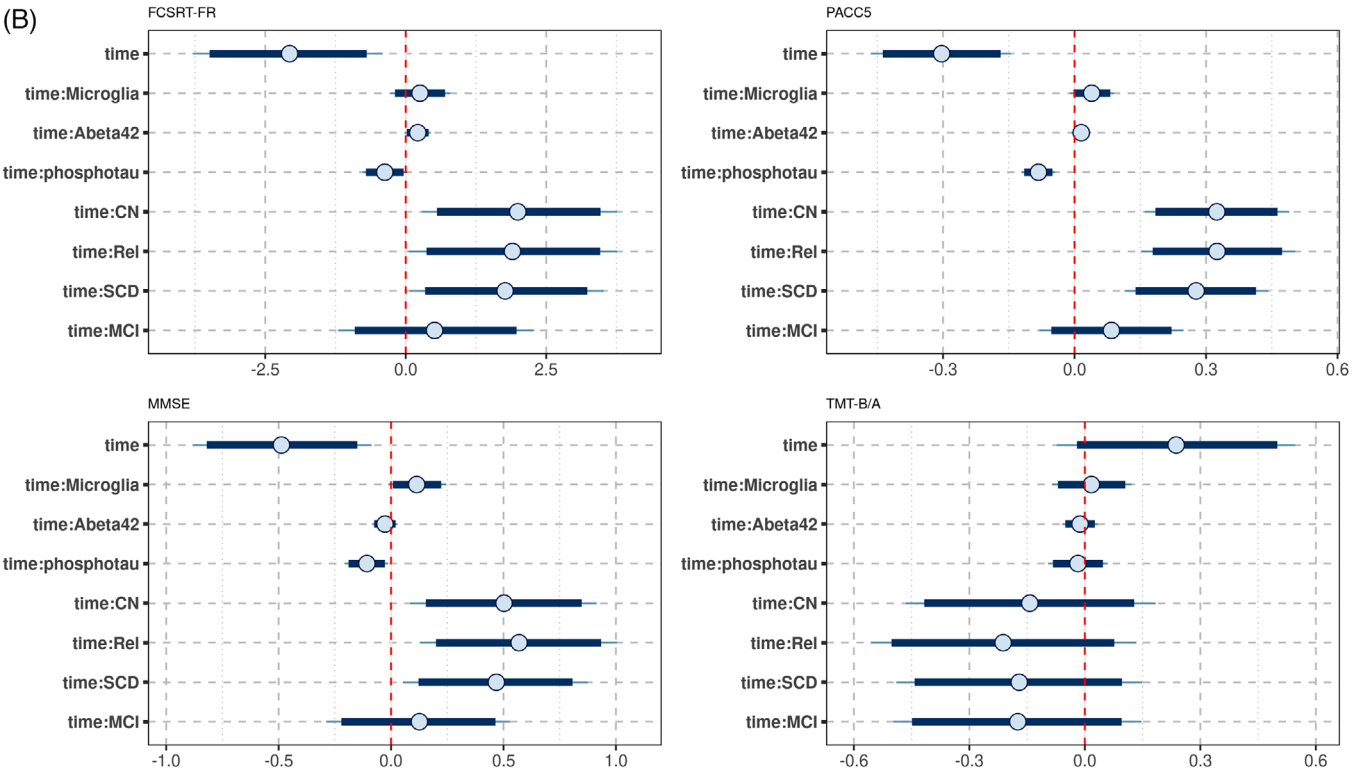 (B)
FCSRT-FR
time
time:Microglia
time:Abeta42
time:phosphotau
time:CN
time:Rel
time:SCD
time:MCI
-2.5 0.0 2.5
PACC5
time
time:Microglia
time:Abeta42
time:phosphotau
time:CN
time:Rel
time:SCD
time:MCI
-0.3 0.0 0.3 0.6
MMSE
time
time:Microglia
time:Abeta42
time:phosphotau
time:CN
time:Rel
time:SCD
time:MCI
-1.0 -0.5 0.0 0.5 1.0
TMT-B/A
time
time:Microglia
time:Abeta42
time:phosphotau
time:CN
time:Rel
time:SCD
time:MCI
-0.6 -0.3 0.0 0.3 0.6